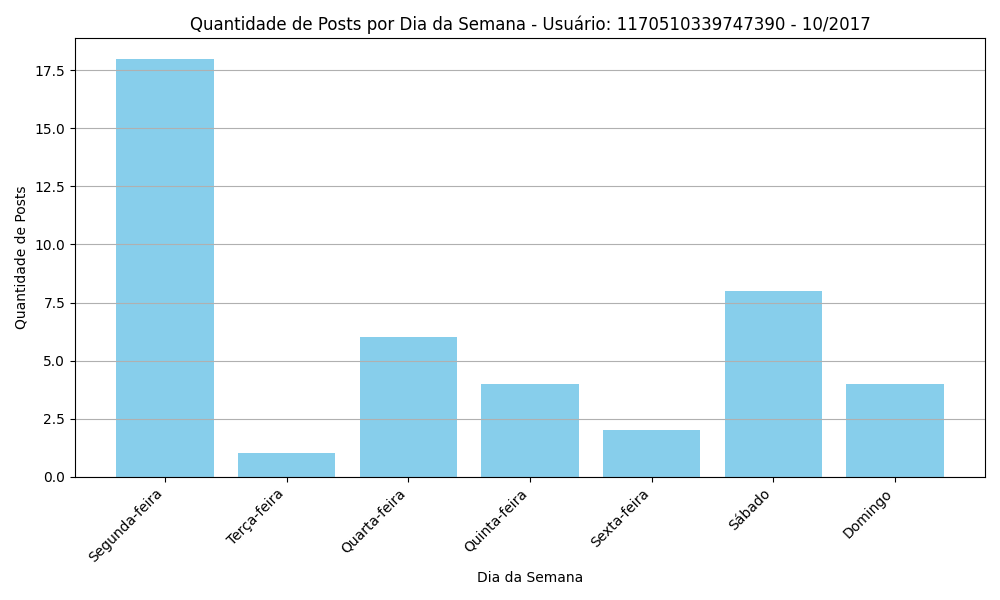 Quantidade de Posts por Dia da Semana - Usuário: 1170510339747390 - 10/2017
Quantidade de Posts
17.5
15.0
12.5
10.0
7.5
5.0
2.5
0.0
Segunda-feira
Terça-feira
Quarta-feira
Quinta-feira
Sexta-feira
Sábado
Domingo
Dia da Semana